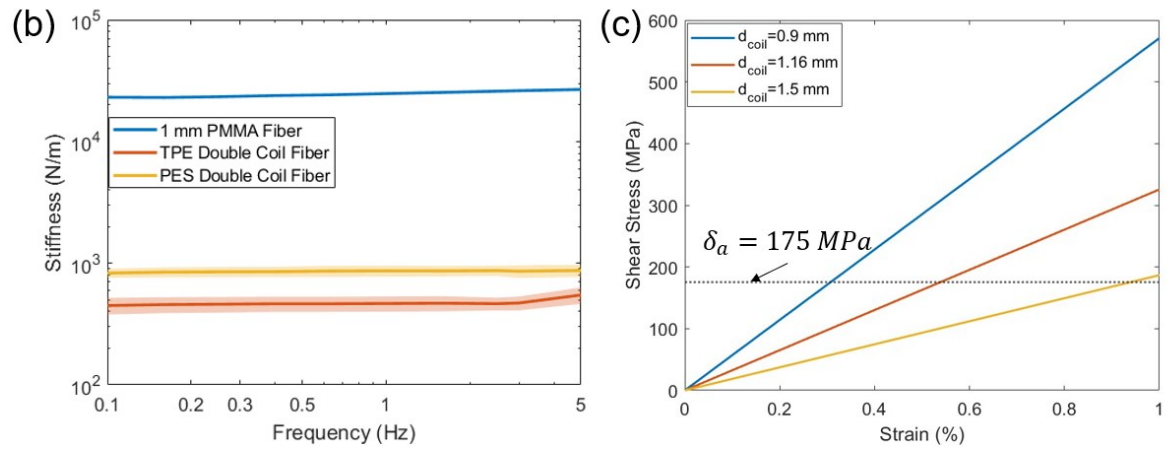 (b)
10^5
10^4
10^3
10^2
Stiffness (N/m)
1 mm PMMA Fiber
TPE Double Coil Fiber
PES Double Coil Fiber
0.1 0.2 0.3 0.5 1 5
Frequency (Hz)
(c)
600
500
400
300
200
100
0
Shear Stress (MPa)
d_coil=0.9 mm
d_coil=1.16 mm
d_coil=1.5 mm
δ_a = 175 MPa
0 0.2 0.4 0.6 0.8 1
Strain (%)